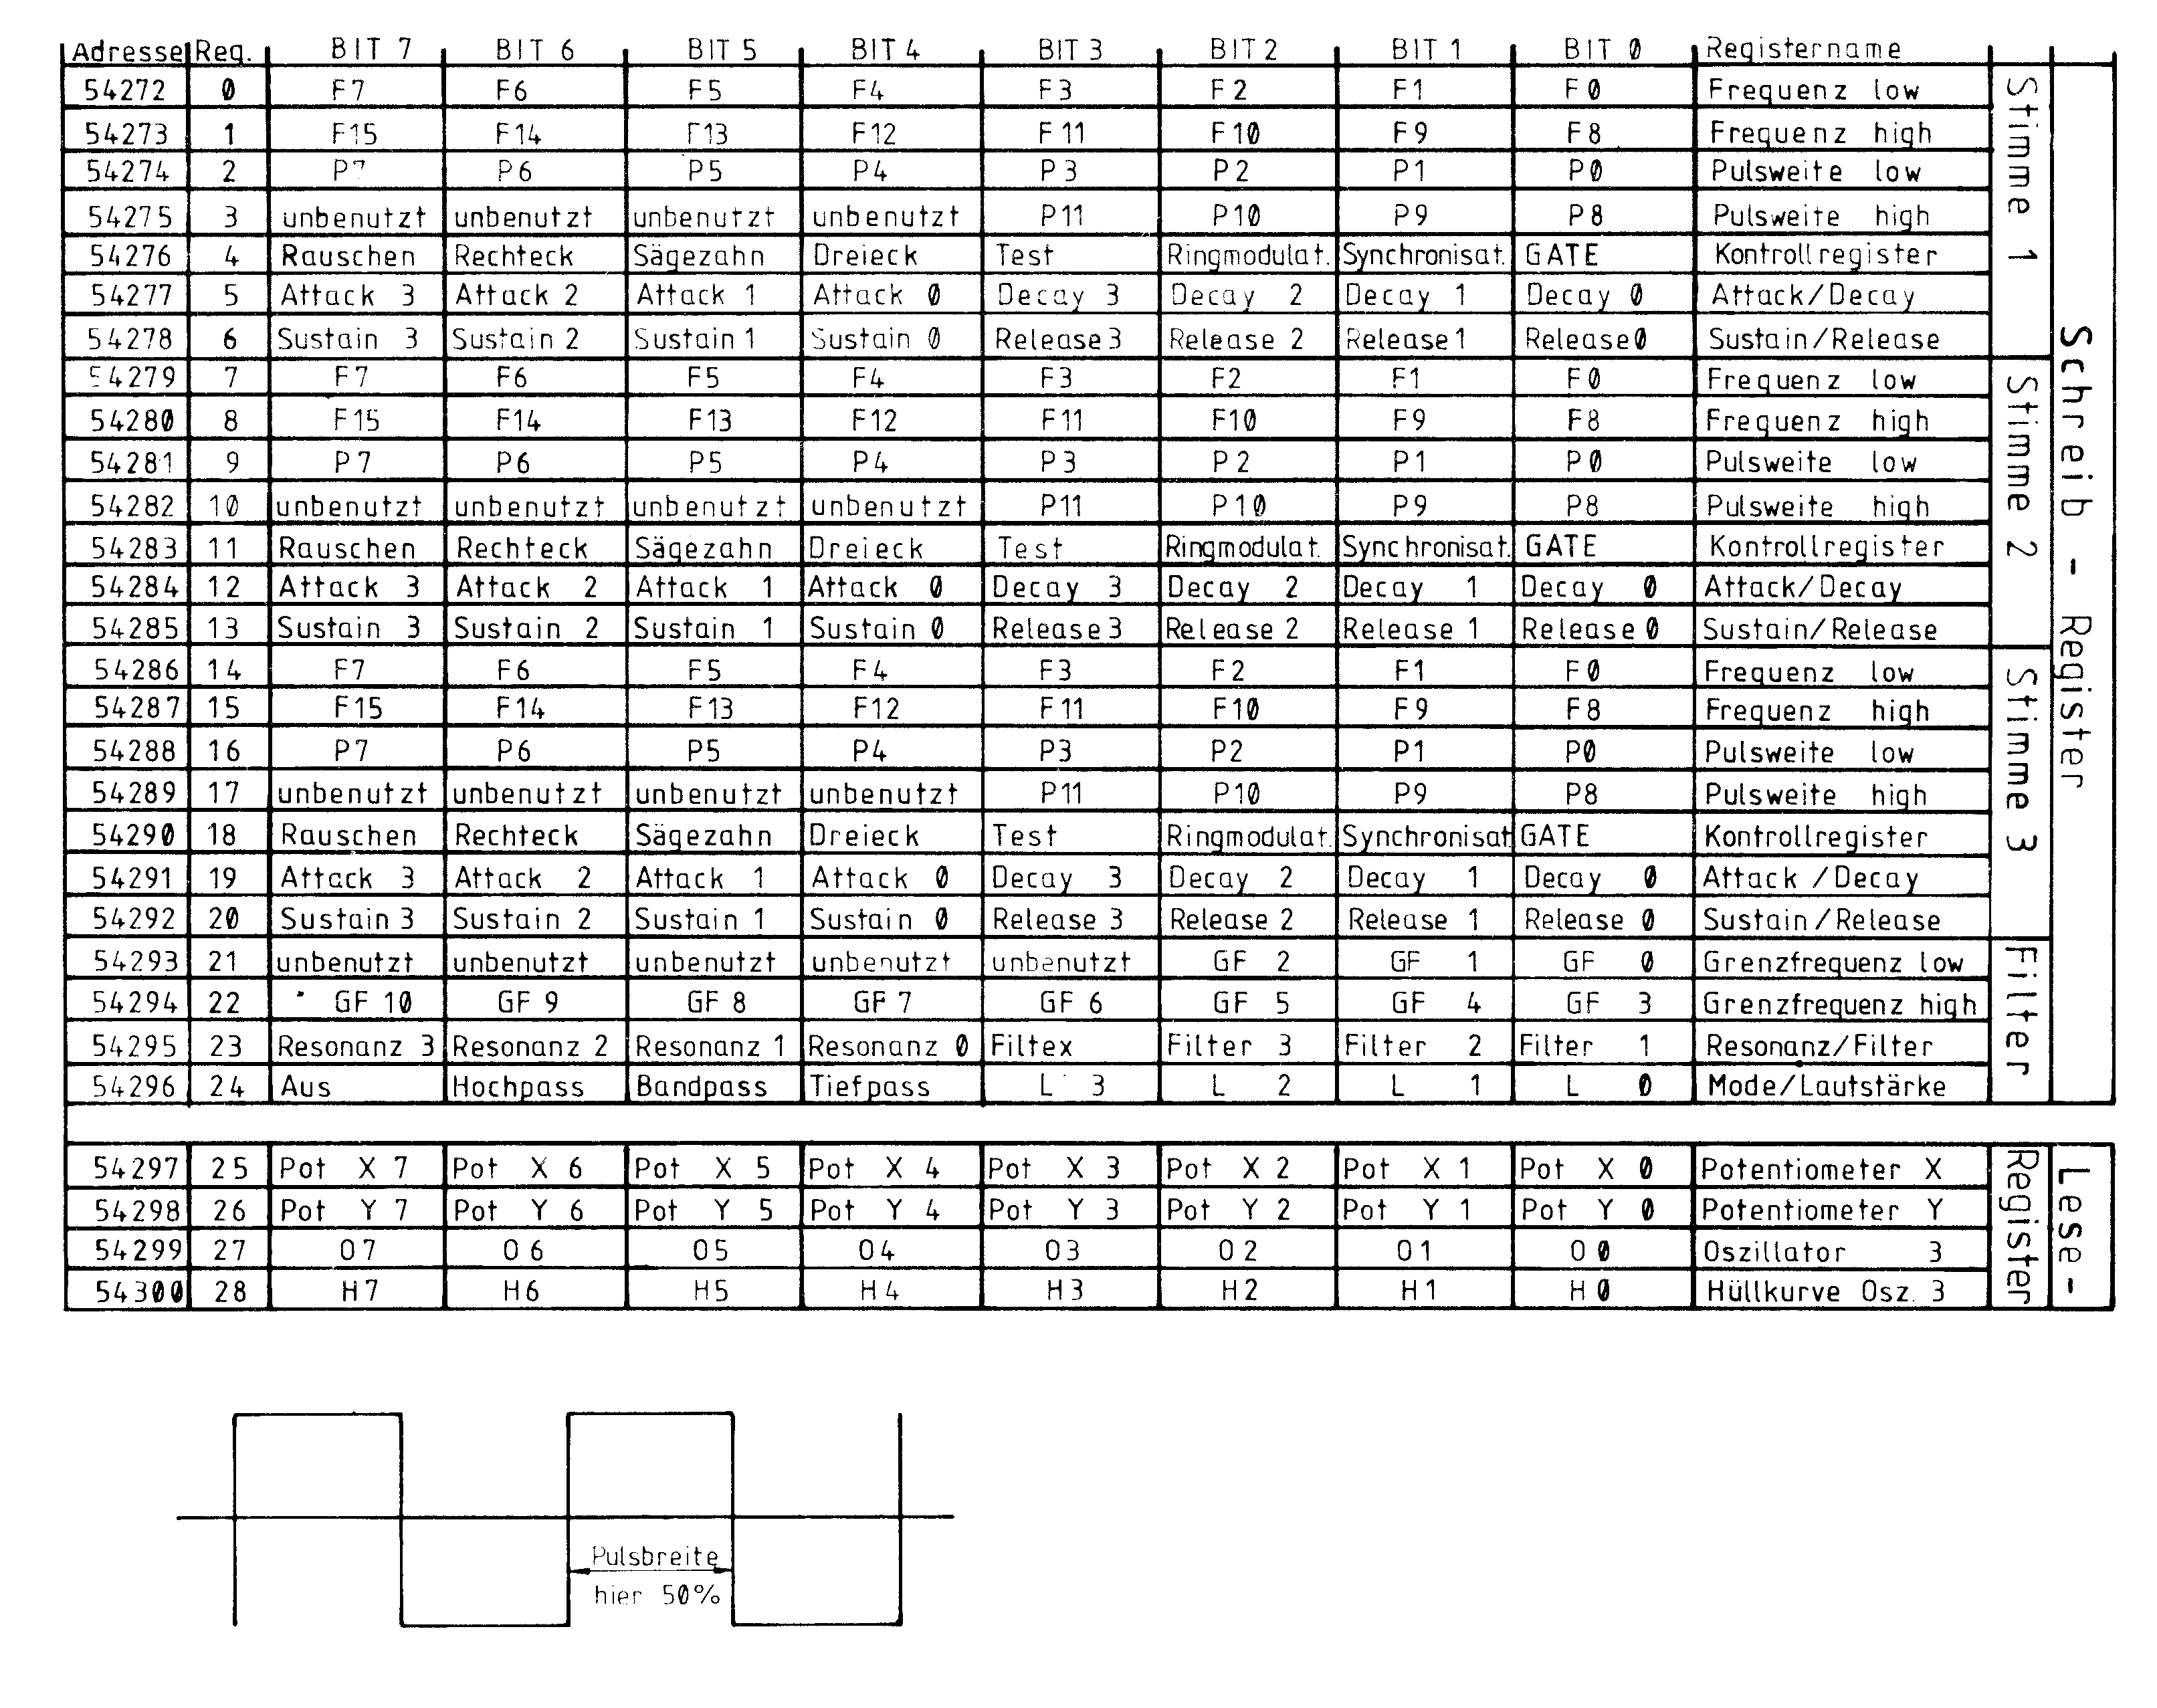 Adresse Reg. BIT 7 BIT 6 BIT 5 BIT 4 BIT 3 BIT 2 BIT 1 BIT 0 Registername
54272 0 F7 F6 F5 F4 F3 F2 F1 F0 Frequenz low
54273 1 F15 F14 F13 F12 F11 F10 F9 F8 Frequenz high
54274 2 P7 P6 P5 P4 P3 P2 P1 P0 Pulsweite low
54275 3 unbenutzt unbenutzt unbenutzt unbenutzt P11 P10 P9 P8 Pulsweite high
54276 4 Rauschen Rechteck Sägezahn Dreieck Test Ringmodulat. Synchronisat. GATE Kontrollregister
54277 5 Attack 3 Attack 2 Attack 1 Attack 0 Decay 3 Decay 2 Decay 1 Decay 0 Attack/Decay
54278 6 Sustain 3 Sustain 2 Sustain 1 Sustain 0 Release 3 Release 2 Release 1 Release 0 Sustain/Release
Stimme 1
54279 7 F7 F6 F5 F4 F3 F2 F1 F0 Frequenz low
54280 8 F15 F14 F13 F12 F11 F10 F9 F8 Frequenz high
54281 9 P7 P6 P5 P4 P3 P2 P1 P0 Pulsweite low
54282 10 unbenutzt unbenutzt unbenutzt unbenutzt P11 P10 P9 P8 Pulsweite high
54283 11 Rauschen Rechteck Sägezahn Dreieck Test Ringmodulat. Synchronisat. GATE Kontrollregister
54284 12 Attack 3 Attack 2 Attack 1 Attack 0 Decay 3 Decay 2 Decay 1 Decay 0 Attack/Decay
54285 13 Sustain 3 Sustain 2 Sustain 1 Sustain 0 Release 3 Release 2 Release 1 Release 0 Sustain/Release
Stimme 2
54286 14 F7 F6 F5 F4 F3 F2 F1 F0 Frequenz low
54287 15 F15 F14 F13 F12 F11 F10 F9 F8 Frequenz high
54288 16 P7 P6 P5 P4 P3 P2 P1 P0 Pulsweite low
54289 17 unbenutzt unbenutzt unbenutzt unbenutzt P11 P10 P9 P8 Pulsweite high
54290 18 Rauschen Rechteck Sägezahn Dreieck Test Ringmodulat. Synchronisat GATE Kontrollregister
54291 19 Attack 3 Attack 2 Attack 1 Attack 0 Decay 3 Decay 2 Decay 1 Decay 0 Attack / Decay
54292 20 Sustain 3 Sustain 2 Sustain 1 Sustain 0 Release 3 Release 2 Release 1 Release 0 Sustain / Release
Stimme 3
54293 21 unbenutzt unbenutzt unbenutzt unbenutzt unbenutzt GF 2 GF 1 GF 0 Grenzfrequenz low
54294 22 GF 10 GF 9 GF 8 GF 7 GF 6 GF 5 GF 4 GF 3 Grenzfrequenz high
54295 23 Resonanz 3 Resonanz 2 Resonanz 1 Resonanz 0 Filtex Filter 3 Filter 2 Filter 1 Resonanz/Filter
54296 24 Aus Hochpass Bandpass Tiefpass L 3 L 2 L 1 L 0 Mode/Lautstärke
Filter
Schreib - Register
54297 25 Pot X 7 Pot X 6 Pot X 5 Pot X 4 Pot X 3 Pot X 2 Pot X 1 Pot X 0 Potentiometer X
54298 26 Pot Y 7 Pot Y 6 Pot Y 5 Pot Y 4 Pot Y 3 Pot Y 2 Pot Y 1 Pot Y 0 Potentiometer Y
54299 27 O7 O6 O5 O4 O3 O2 O1 O0 Oszillator 3
54300 28 H7 H6 H5 H4 H3 H2 H1 H0 Hüllkurve Osz. 3
Lese-
Register
Pulsbreite
hier 50%